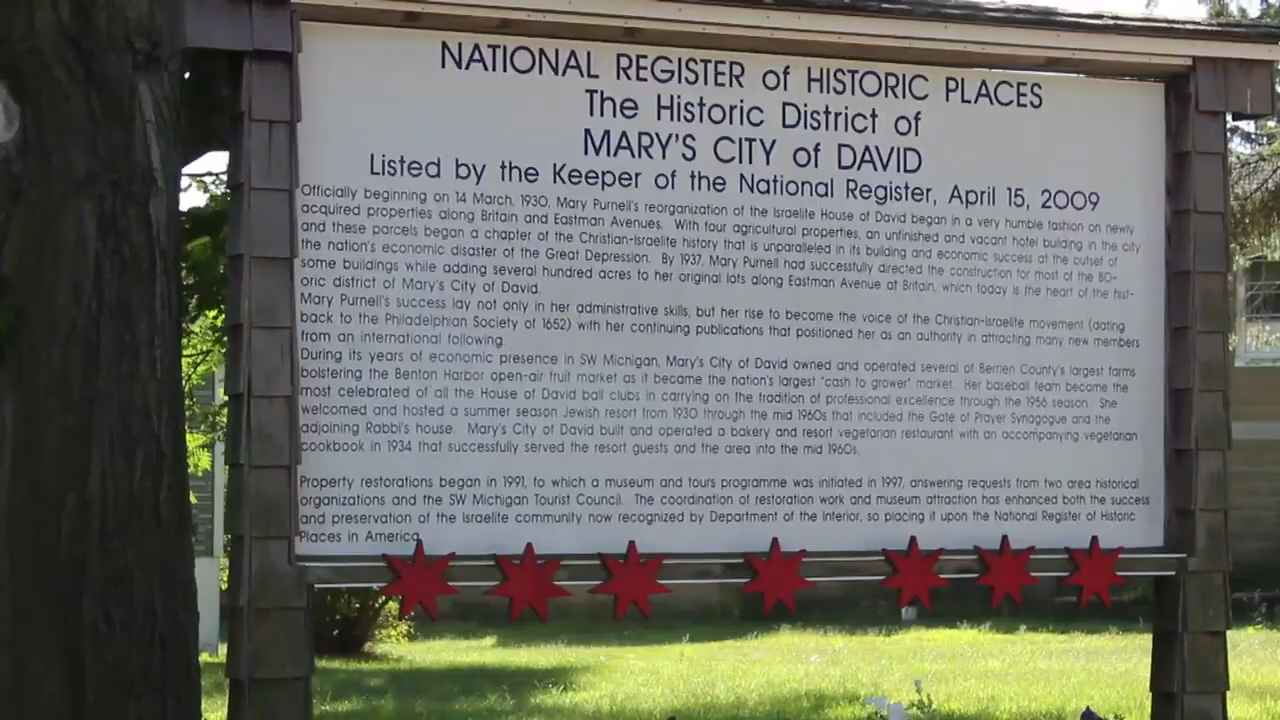 NATIONAL REGISTER of HISTORIC PLACES
The Historic District of
MARY'S CITY of DAVID
Listed by the Keeper of the National Register, April 15, 2009
Officially beginning on 14 March, 1930, Mary Purnell's reorganization of the Israelite House of David began in a very humble fashion on newly
acquired properties along Britain and Eastman Avenues. With four agricultural properties, an unfinished and vacant hotel building in the city
and these parcels began a chapter of the Christian-Israelite history that is unparalleled in its building and economic success at the outset of
the nation's economic disaster of the Great Depression. By 1937, Mary Purnell had successfully directed the construction for most of the 80-
some buildings while adding several hundred acres to her original lots along Eastman Avenue at Britain, which today is the heart of the hist-
oric district of Mary's City of David.
Mary Purnell's success lay not only in her administrative skills, but her rise to become the voice of the Christian-Israelite movement (dating
back to the Philadelphian Society of 1652) with her continuing publications that positioned her as an authority in attracting many new members
from an international following.
During its years of economic presence in SW Michigan, Mary's City of David owned and operated several of Berrien County's largest farms
bolstering the Benton Harbor open-air fruit market as it became the nation's largest "cash to grower" market. Her baseball team became the
most celebrated of all the House of David ball clubs in carrying on the tradition of professional excellence through the 1956 season. She
welcomed and hosted a summer season Jewish resort from 1930 through the mid 1960s that included the Gate of Prayer Synagogue and the
adjoining Rabbi's house. Mary's City of David built and operated a bakery and resort vegetarian restaurant with an accompanying vegetarian
cookbook in 1934 that successfully served the resort guests and the area into the mid 1960s.
Property restorations began in 1991, to which a museum and tours programme was initiated in 1997, answering requests from two area historical
organizations and the SW Michigan Tourist Council. The coordination of restoration work and museum attraction has enhanced both the success
and preservation of the Israelite community now recognized by Department of the Interior, so placing it upon the National Register of Historic
Places in America.